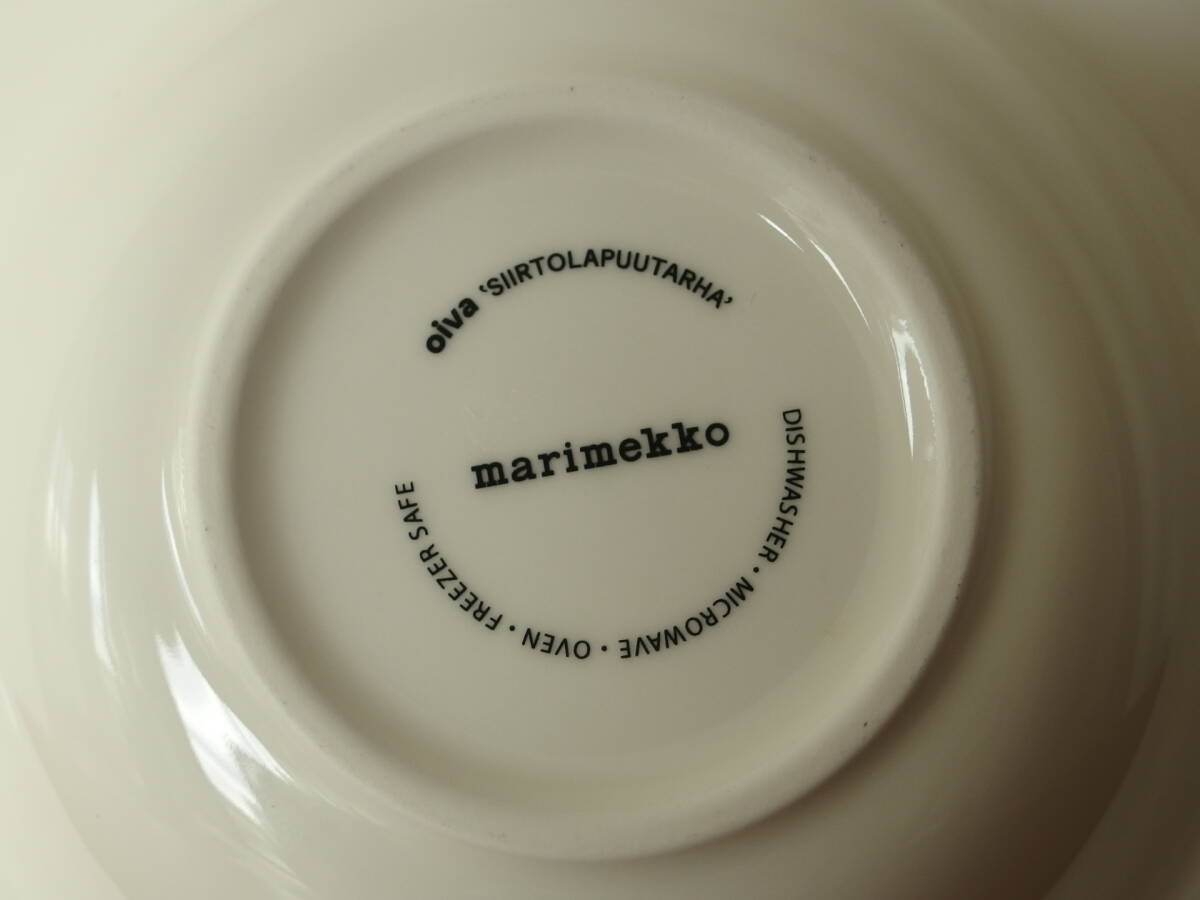 oiva 'SIIRTOLAPUUTARHA'
marimekko
DISHWASHER · MICROWAVE · OVEN · FREEZER SAFE